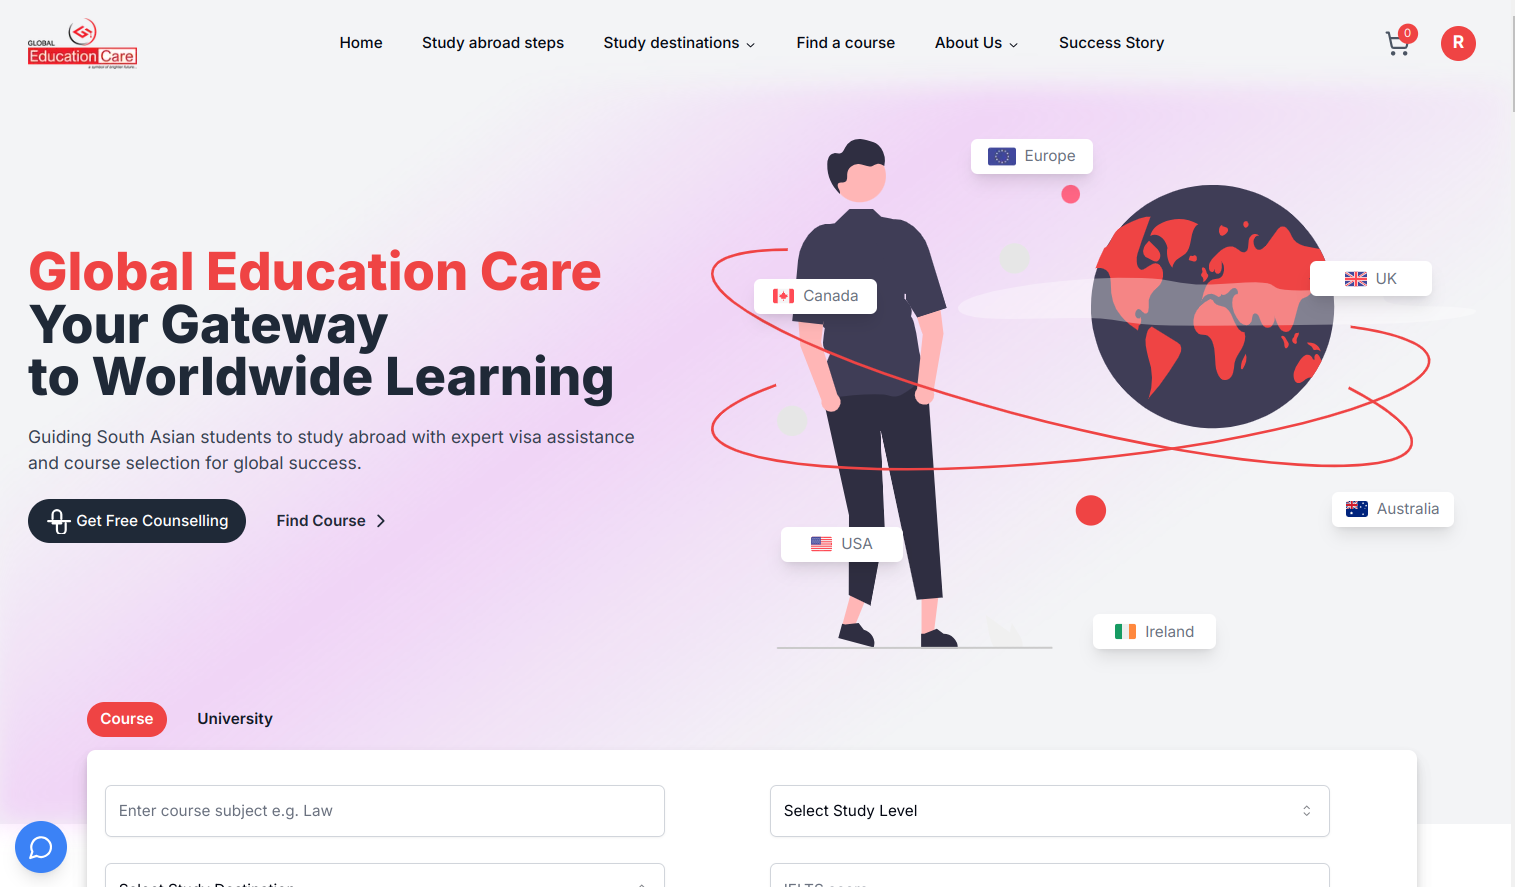 GLOBAL
Education Care
Home
Study abroad steps
Study destinations
Find a course
About Us
Success Story
0
R
Europe
UK
Canada
Global Education Care
Your Gateway
to Worldwide Learning
Guiding South Asian students to study abroad with expert visa assistance
and course selection for global success.
Get Free Counselling
Find Course
Australia
USA
Ireland
Course
University
Enter course subject e.g. Law
Select Study Level
Select Study Destination